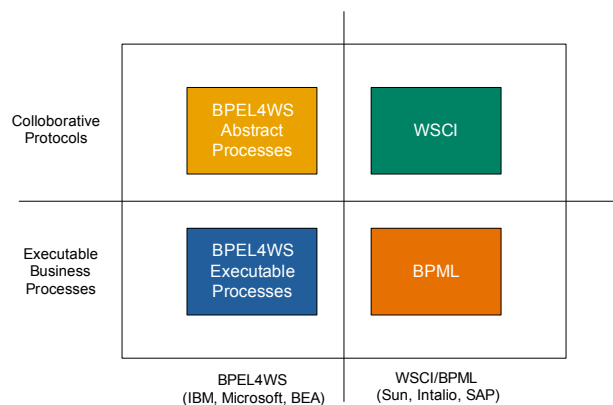 Colloborative
Protocols
BPEL4WS
Abstract
Processes
WSCI
Executable
Business
Processes
BPEL4WS
Executable
Processes
BPML
BPEL4WS
(IBM, Microsoft, BEA)
WSCI/BPML
(Sun, Intalio, SAP)